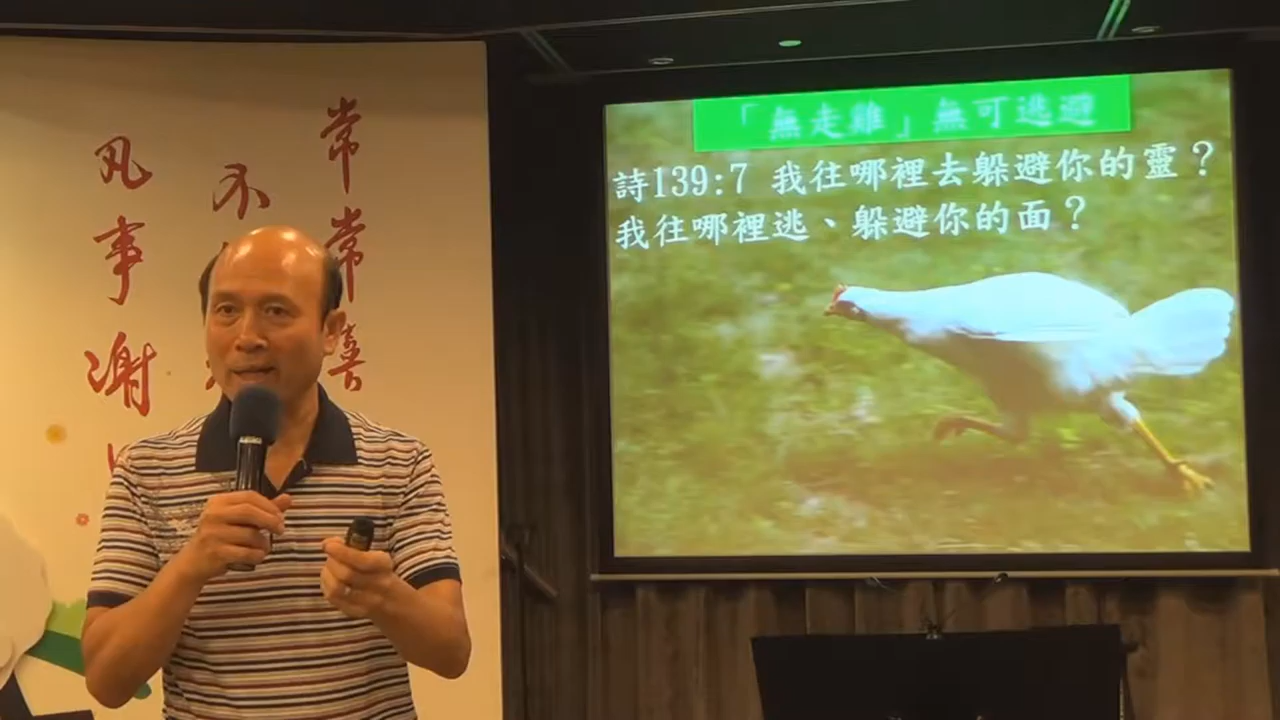 常常喜
不
凡事謝
「無走雞」無可逃避
詩139:7 我往哪裡去躲避你的靈？
我往哪裡逃、躲避你的面？